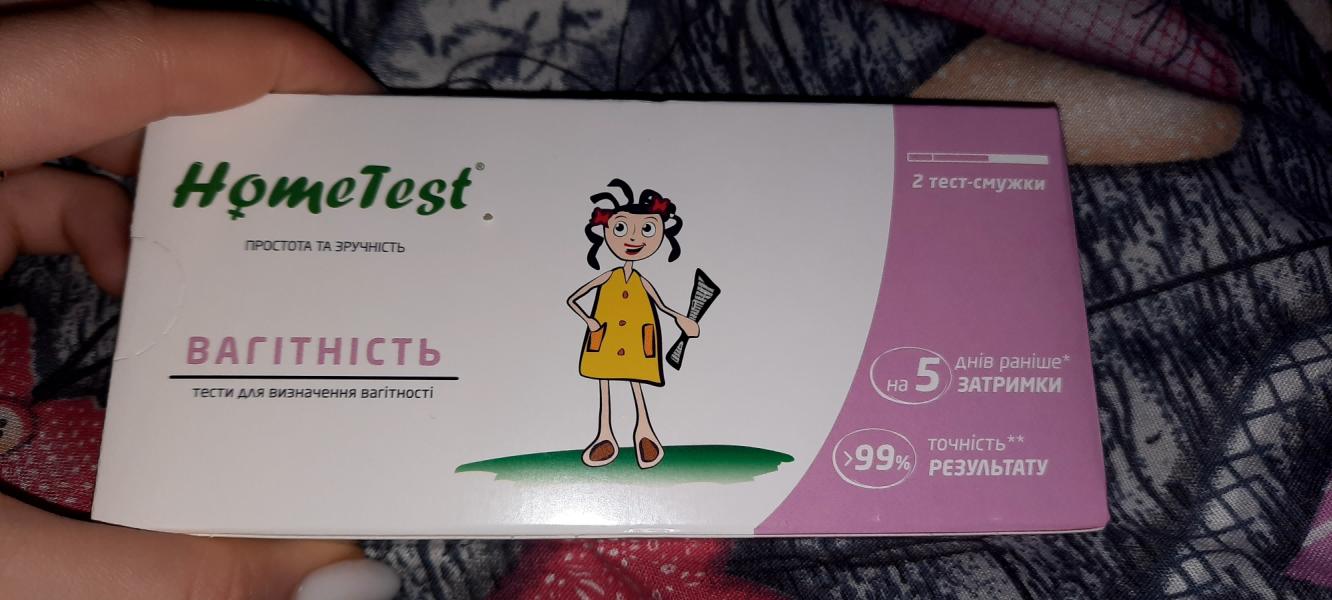 HomeTest®
ПРОСТОТА ТА ЗРУЧНІСТЬ
ВАГІТНІСТЬ
тести для визначення вагітності
2 тест-смужки
на 5 днів раніше*
ЗАТРИМКИ
>99% точність**
РЕЗУЛЬТАТУ